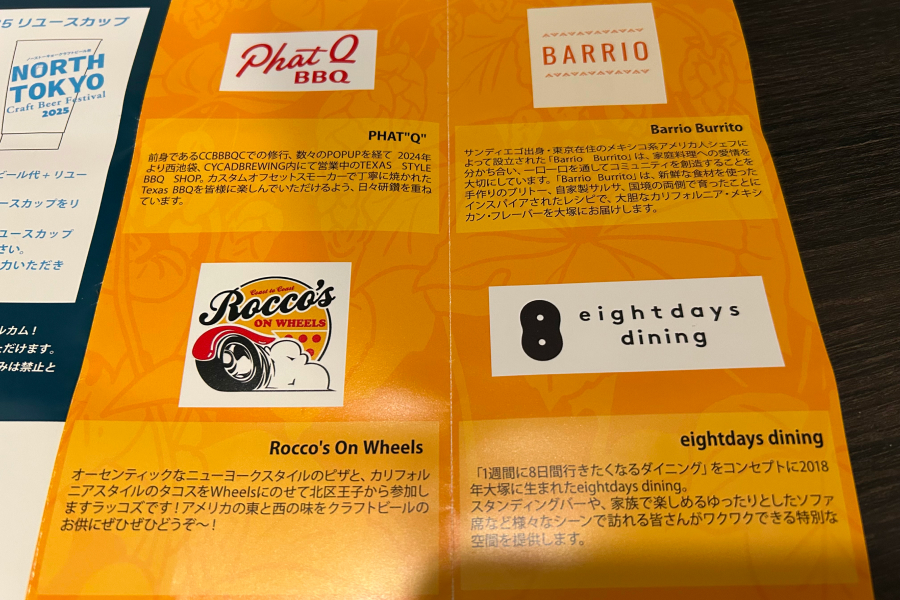 25 リユースカップ
NORTH
TOKYO
Craft Beer Festival
2025
ビール代 + リユー
ースカップをリ
ユースカップ
さい。
力いただき
ルカム！
ただけます。
みは禁止と
Phat Q
BBQ
PHAT"Q"
前身であるCCBBBQCでの修行、数々のPOPUPを経て 2024年
より西池袋、CYCADBREWING内にて営業中のTEXAS STYLE
BBQ SHOP。カスタムオフセットスモーカーで丁寧に焼かれた
Texas BBQを皆様に楽しんでいただけるよう、日々研鑽を重ね
ています。
BARRIO
Barrio Burrito
サンディエゴ出身・東京在住のメキシコ系アメリカ人シェフに
よって設立された「Barrio Burrito」は、家庭料理への愛情を
分かち合い、一口一口を通してコミュニティを創造することを
大切にしています。「Barrio Burrito」は、新鮮な食材を使った
手作りのブリトー、自家製サルサ、国境の両側で育ったことに
インスパイアされたレシピで、大胆なカリフォルニア・メキシ
カン・フレーバーを大塚にお届けします。
Coast to Coast
Rocco's
ON WHEELS
Rocco's On Wheels
オーセンティックなニューヨークスタイルのピザと、カリフォル
ニアスタイルのタコスをWheelsにのせて北区王子から参加し
ますラッコズです！アメリカの東と西の味をクラフトビールの
お供にぜひぜひどうぞ〜！
eightdays
dining
eightdays dining
「1週間に8日間行きたくなるダイニング」をコンセプトに2018
年大塚に生まれたeightdays dining。
スタンディングバーや、家族で楽しめるゆったりとしたソファ
席など様々なシーンで訪れる皆さんがワクワクできる特別な
空間を提供します。